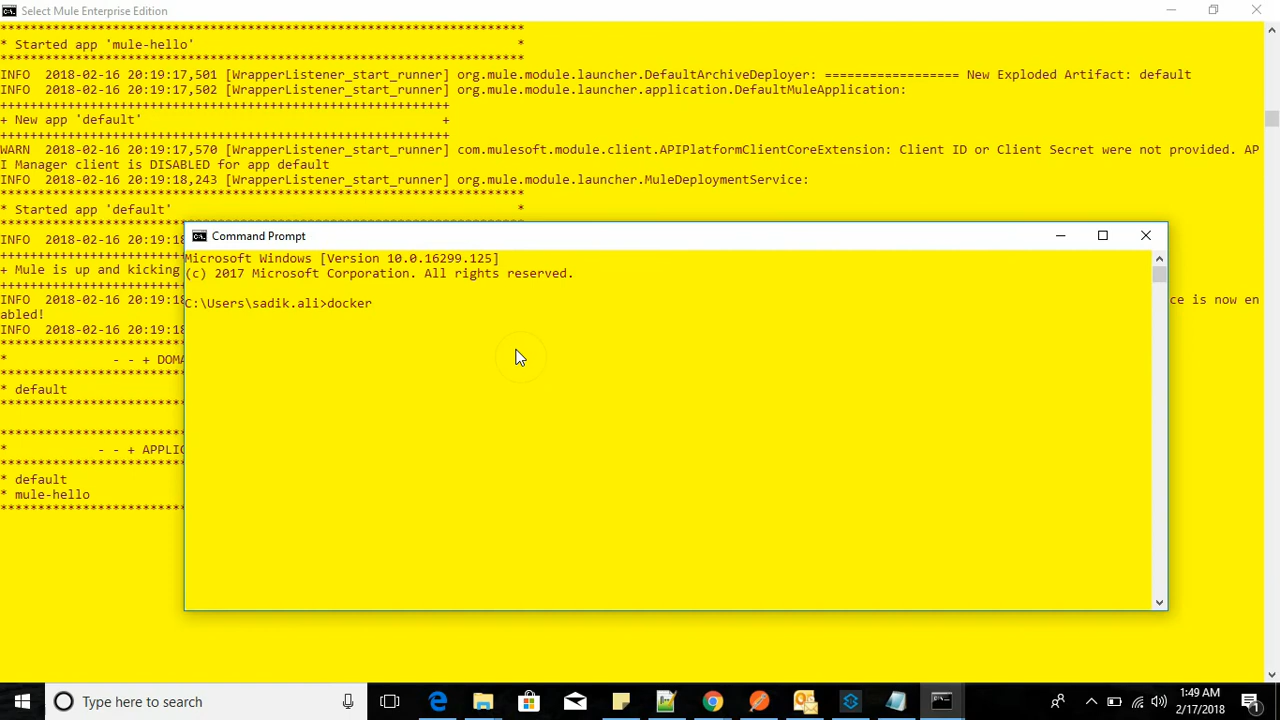 Select Mule Enterprise Edition
************************************************************************
* Started app 'mule-hello' *
************************************************************************
INFO 2018-02-16 20:19:17,501 [WrapperListener_start_runner] org.mule.module.launcher.DefaultArchiveDeployer: ================== New Exploded Artifact: default
INFO 2018-02-16 20:19:17,502 [WrapperListener_start_runner] org.mule.module.launcher.application.DefaultMuleApplication:
++++++++++++++++++++++++++++++++++++++++++++++++++++++++++++
+ New app 'default' +
++++++++++++++++++++++++++++++++++++++++++++++++++++++++++++
WARN 2018-02-16 20:19:17,570 [WrapperListener_start_runner] com.mulesoft.module.client.APIPlatformClientCoreExtension: Client ID or Client Secret were not provided. AP
I Manager client is DISABLED for app default
INFO 2018-02-16 20:19:18,243 [WrapperListener_start_runner] org.mule.module.launcher.MuleDeploymentService:
************************************************************************
* Started app 'default' *
************************************************************************
INFO 2018-02-16 20:19:18
+++++++++++++++++++++++++
+ Mule is up and kicking
+++++++++++++++++++++++++
INFO 2018-02-16 20:19:18 ce is now en
abled!
INFO 2018-02-16 20:19:18
*************************
* - - + DOMA
*************************
* default
*************************
*************************
* - - + APPLIC
*************************
* default
* mule-hello
*************************
Command Prompt
Microsoft Windows [Version 10.0.16299.125]
(c) 2017 Microsoft Corporation. All rights reserved.
C:\Users\sadik.ali>docker
Type here to search
1:49 AM
2/17/2018
1